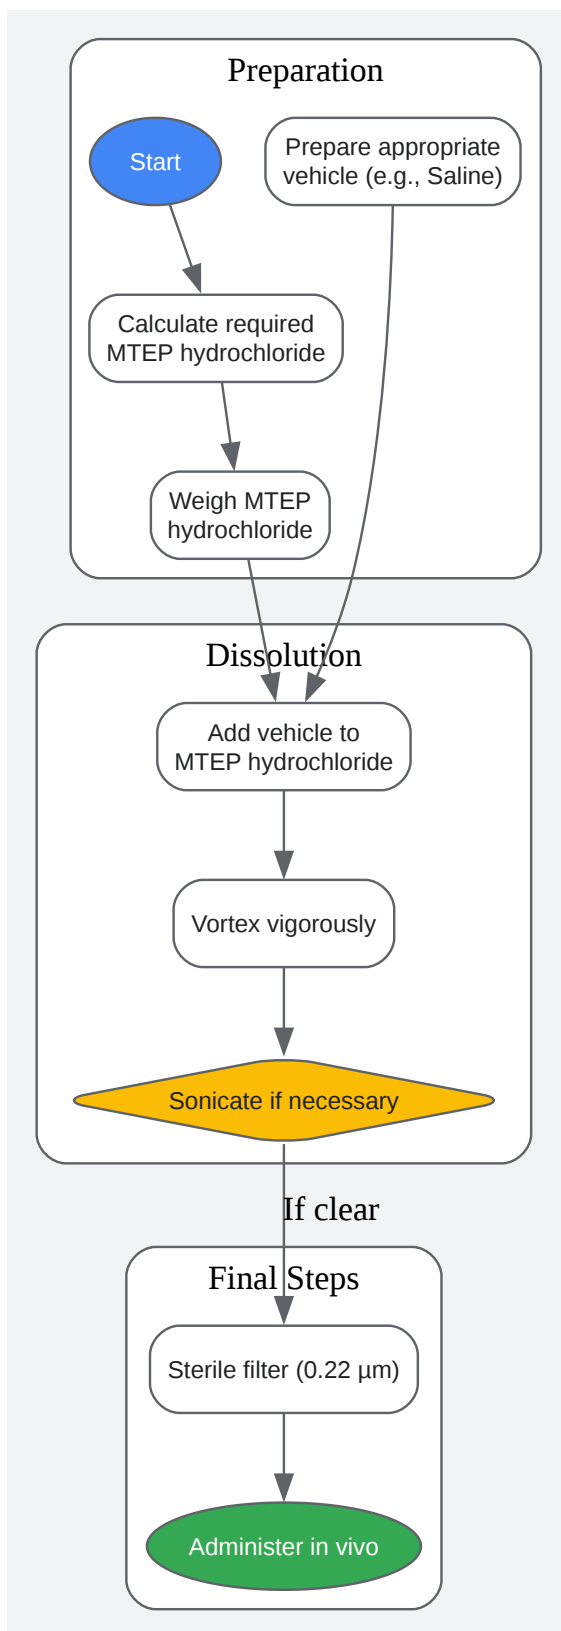 Preparation
Start
Prepare appropriate
vehicle (e.g., Saline)
Calculate required
MTEP hydrochloride
Weigh MTEP
hydrochloride
Dissolution
Add vehicle to
MTEP hydrochloride
Vortex vigorously
Sonicate if necessary
If clear
Final Steps
Sterile filter (0.22 µm)
Administer in vivo